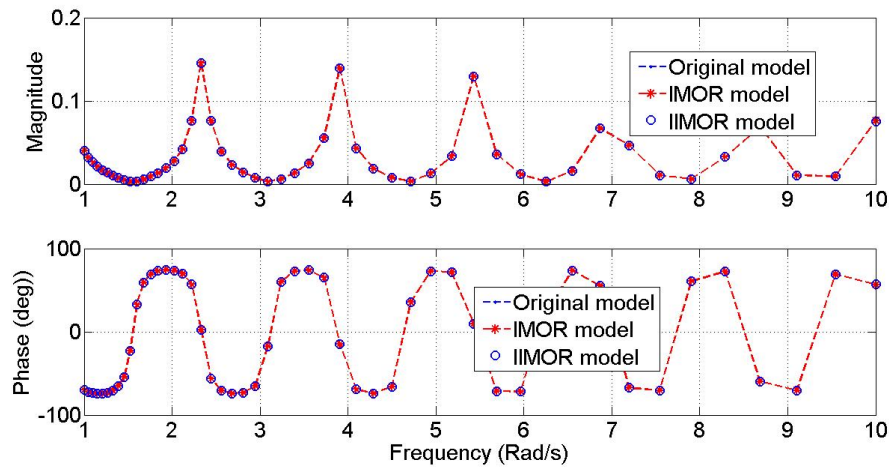 0.2
0.1
0
Magnitude
Original model
IMOR model
IIMOR model
1 2 3 4 5 6 7 8 9 10
100
0
-100
Phase (deg))
Original model
IMOR model
IIMOR model
1 2 3 4 5 6 7 8 9 10
Frequency (Rad/s)